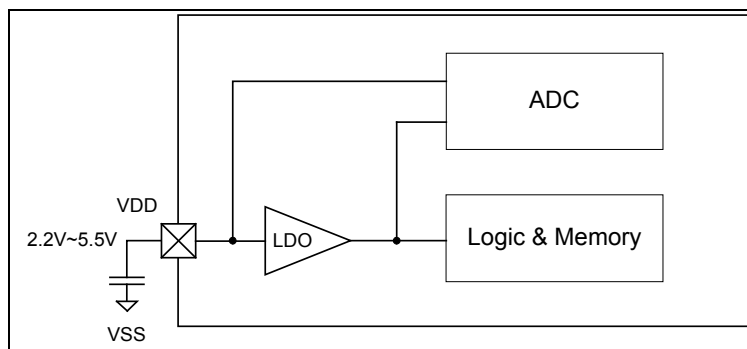 ADC
VDD
2.2V~5.5V
LDO
Logic & Memory
VSS